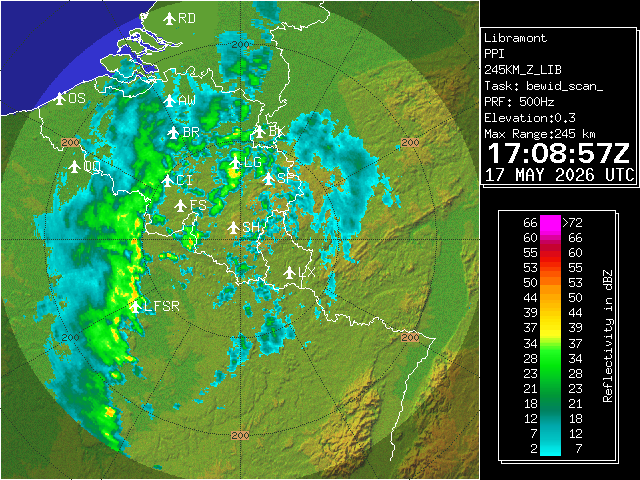 Libramont
PPI
245KM_Z_LIB
Task: bewid_scan_
PRF: 500Hz
Elevation:0.3
Max Range:245 km
17:08:57Z
17 MAY 2026 UTC
RD
200
OS
AW
BR
BK
200
200
LG
CI
SP
FS
SH
LX
LFSR
200
200
200
66 >72
60 66
55 60
53 55
50 53
44 50
39 44
37 39
34 37
28 34
23 28
21 23
18 21
12 18
7 12
2 7
Reflectivity in dBZ